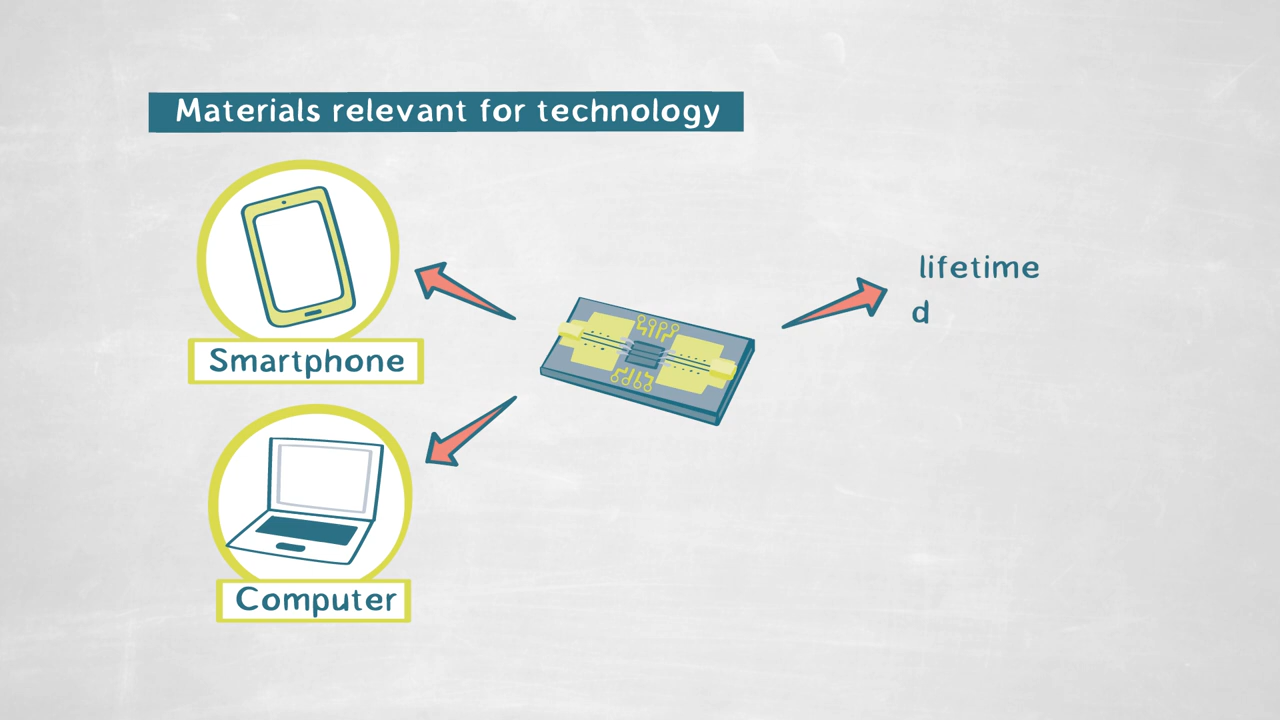 Materials relevant for technology
Smartphone
Computer
lifetime
d